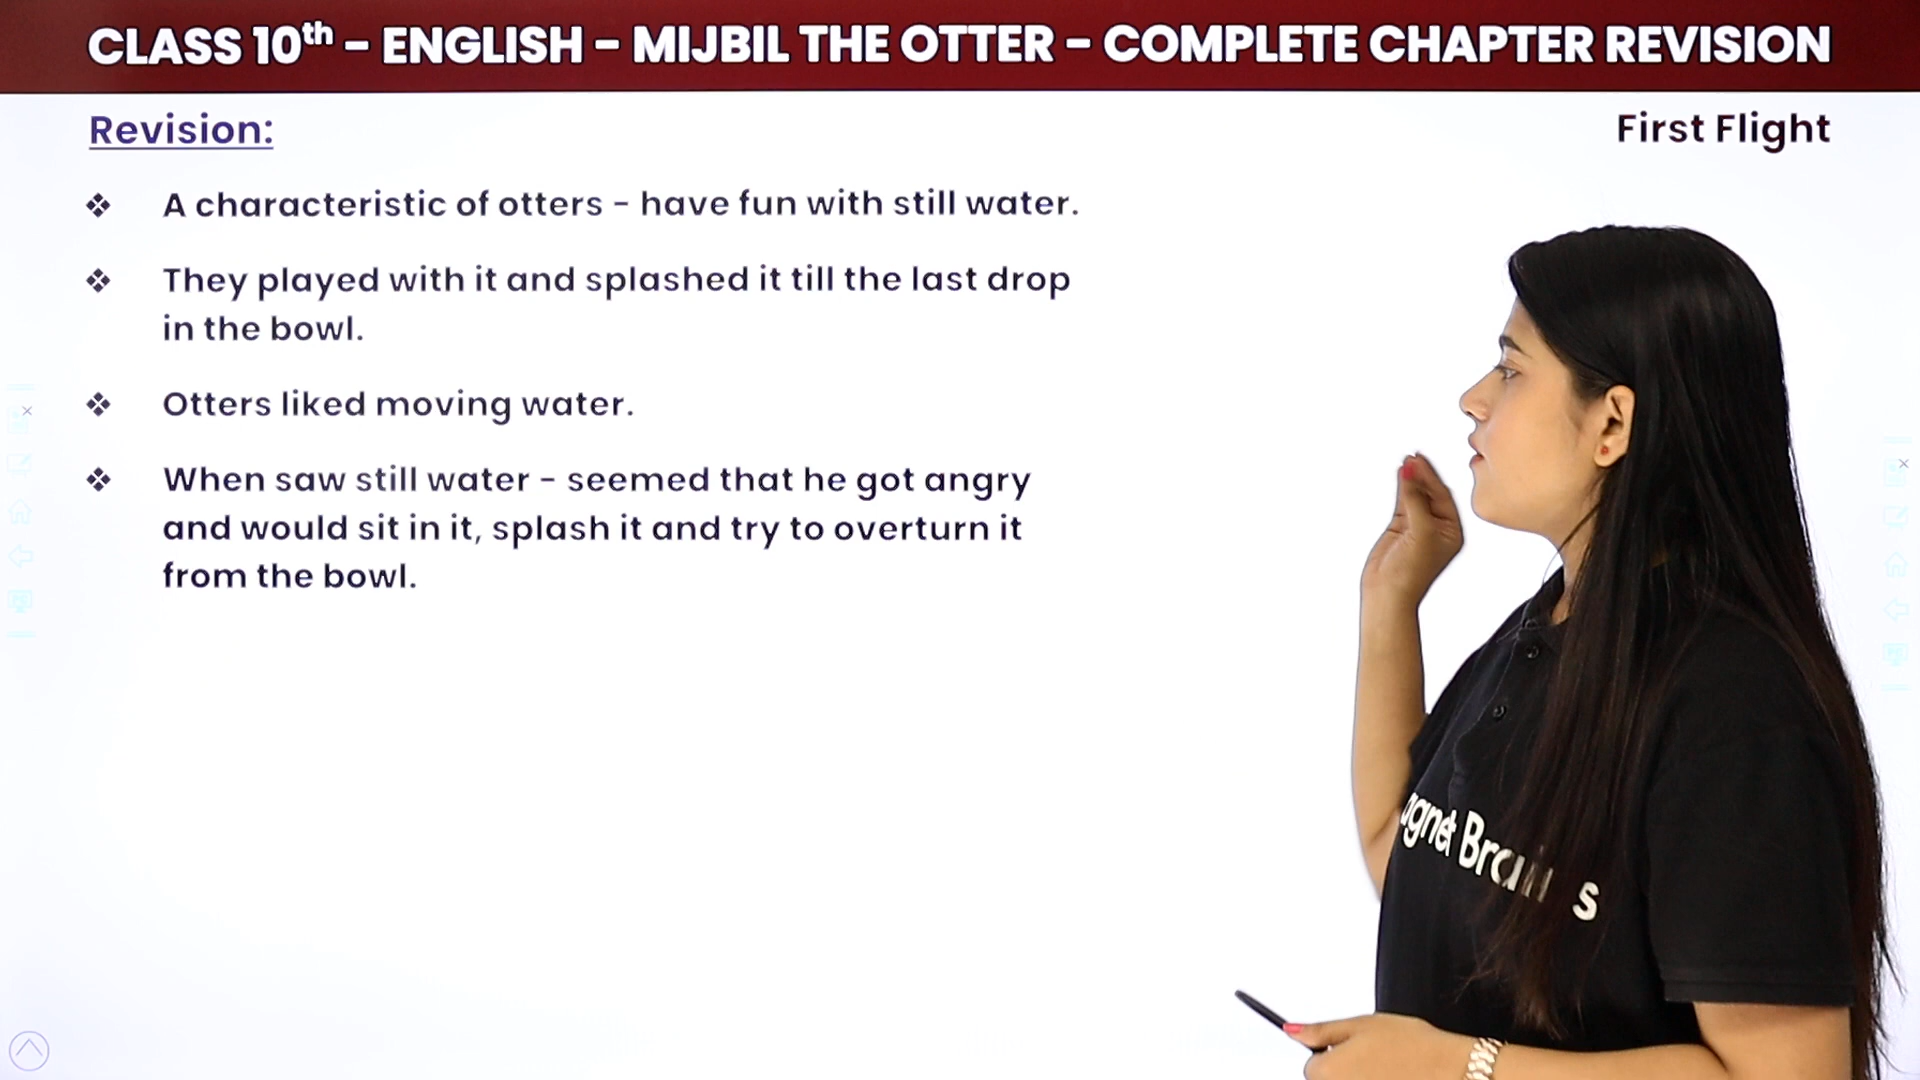 CLASS 10th – ENGLISH – MIJBIL THE OTTER – COMPLETE CHAPTER REVISION
Revision:
First Flight
❖ A characteristic of otters – have fun with still water.
❖ They played with it and splashed it till the last drop
in the bowl.
❖ Otters liked moving water.
❖ When saw still water – seemed that he got angry
and would sit in it, splash it and try to overturn it
from the bowl.
agnet Brain s